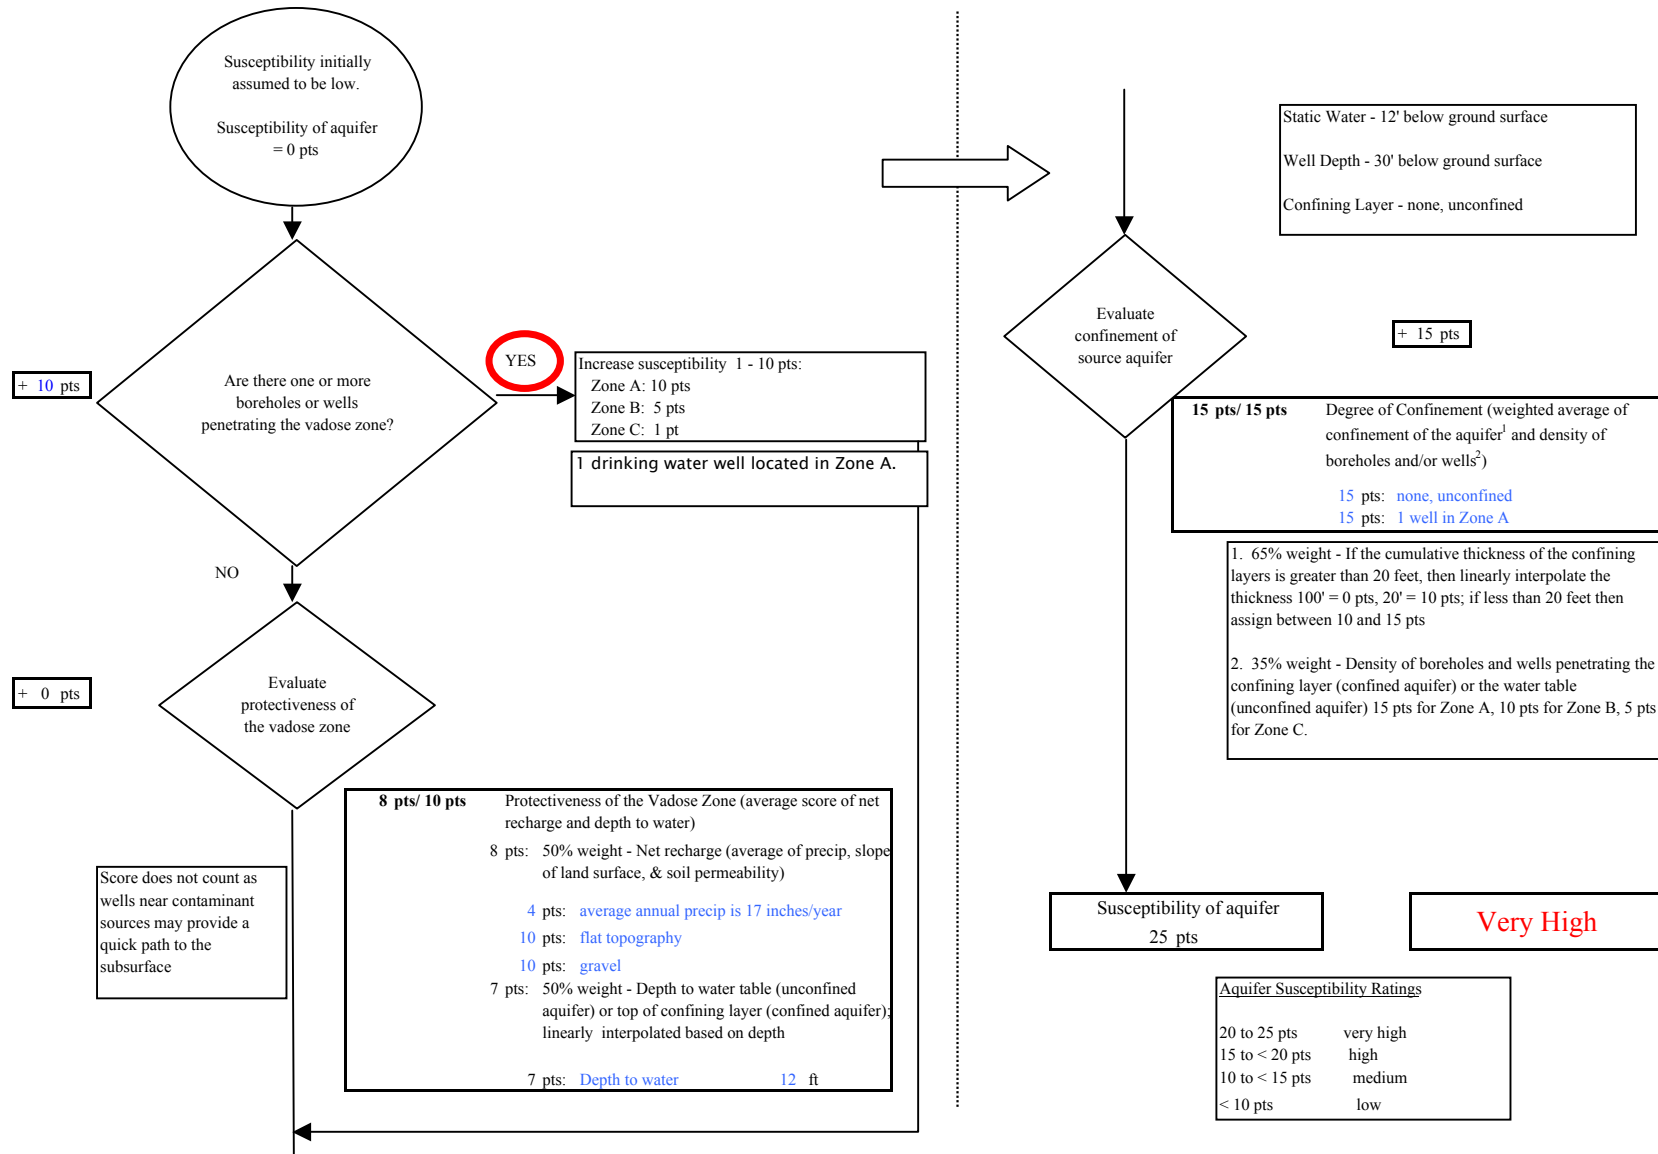 Susceptibility initially
assumed to be low.
Susceptibility of aquifer
= 0 pts
+ 10 pts
Are there one or more
boreholes or wells
penetrating the vadose zone?
YES
Increase susceptibility 1 - 10 pts:
Zone A: 10 pts
Zone B: 5 pts
Zone C: 1 pt
1 drinking water well located in Zone A.
NO
+ 0 pts
Evaluate
protectiveness of
the vadose zone
Score does not count as
wells near contaminant
sources may provide a
quick path to the
subsurface
8 pts/ 10 pts Protectiveness of the Vadose Zone (average score of net
recharge and depth to water)
8 pts: 50% weight - Net recharge (average of precip, slope
of land surface, & soil permeability)
4 pts: average annual precip is 17 inches/year
10 pts: flat topography
10 pts: gravel
7 pts: 50% weight - Depth to water table (unconfined
aquifer) or top of confining layer (confined aquifer);
linearly interpolated based on depth
7 pts: Depth to water 12 ft
Static Water - 12' below ground surface
Well Depth - 30' below ground surface
Confining Layer - none, unconfined
Evaluate
confinement of
source aquifer
+ 15 pts
15 pts/ 15 pts Degree of Confinement (weighted average of
confinement of the aquifer1 and density of
boreholes and/or wells2)
15 pts: none, unconfined
15 pts: 1 well in Zone A
1. 65% weight - If the cumulative thickness of the confining
layers is greater than 20 feet, then linearly interpolate the
thickness 100' = 0 pts, 20' = 10 pts; if less than 20 feet then
assign between 10 and 15 pts
2. 35% weight - Density of boreholes and wells penetrating the
confining layer (confined aquifer) or the water table
(unconfined aquifer) 15 pts for Zone A, 10 pts for Zone B, 5 pts
for Zone C.
Susceptibility of aquifer
25 pts
Very High
Aquifer Susceptibility Ratings
20 to 25 pts very high
15 to < 20 pts high
10 to < 15 pts medium
< 10 pts low